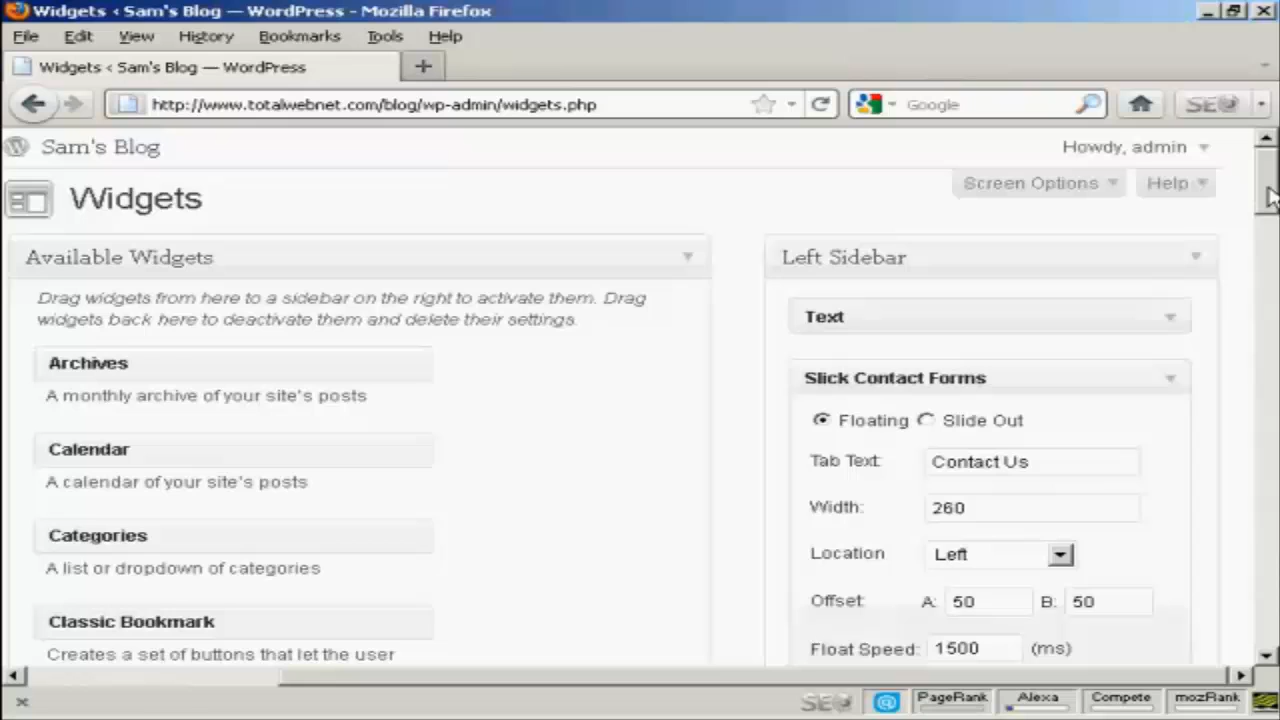 Widgets ‹ Sam's Blog — WordPress - Mozilla Firefox
File Edit View History Bookmarks Tools Help
Widgets ‹ Sam's Blog — WordPress
http://www.totalwebnet.com/blog/wp-admin/widgets.php Google SEO
Sam's Blog Howdy, admin
Widgets Screen Options Help
Available Widgets
Drag widgets from here to a sidebar on the right to activate them. Drag
widgets back here to deactivate them and delete their settings.
Archives
A monthly archive of your site's posts
Calendar
A calendar of your site's posts
Categories
A list or dropdown of categories
Classic Bookmark
Creates a set of buttons that let the user
Left Sidebar
Text
Slick Contact Forms
Floating Slide Out
Tab Text: Contact Us
Width: 260
Location Left
Offset: A: 50 B: 50
Float Speed: 1500 (ms)
SEO PageRank Alexa Compete mozRank